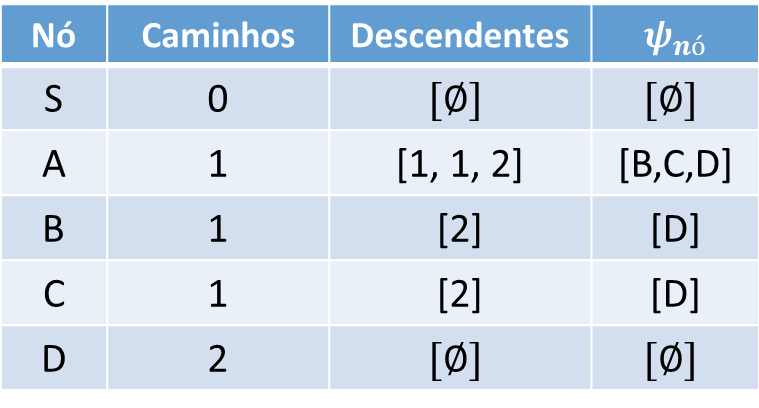 Nó Caminhos Descendentes ψnó
S 0 [Ø] [Ø]
A 1 [1, 1, 2] [B,C,D]
B 1 [2] [D]
C 1 [2] [D]
D 2 [Ø] [Ø]